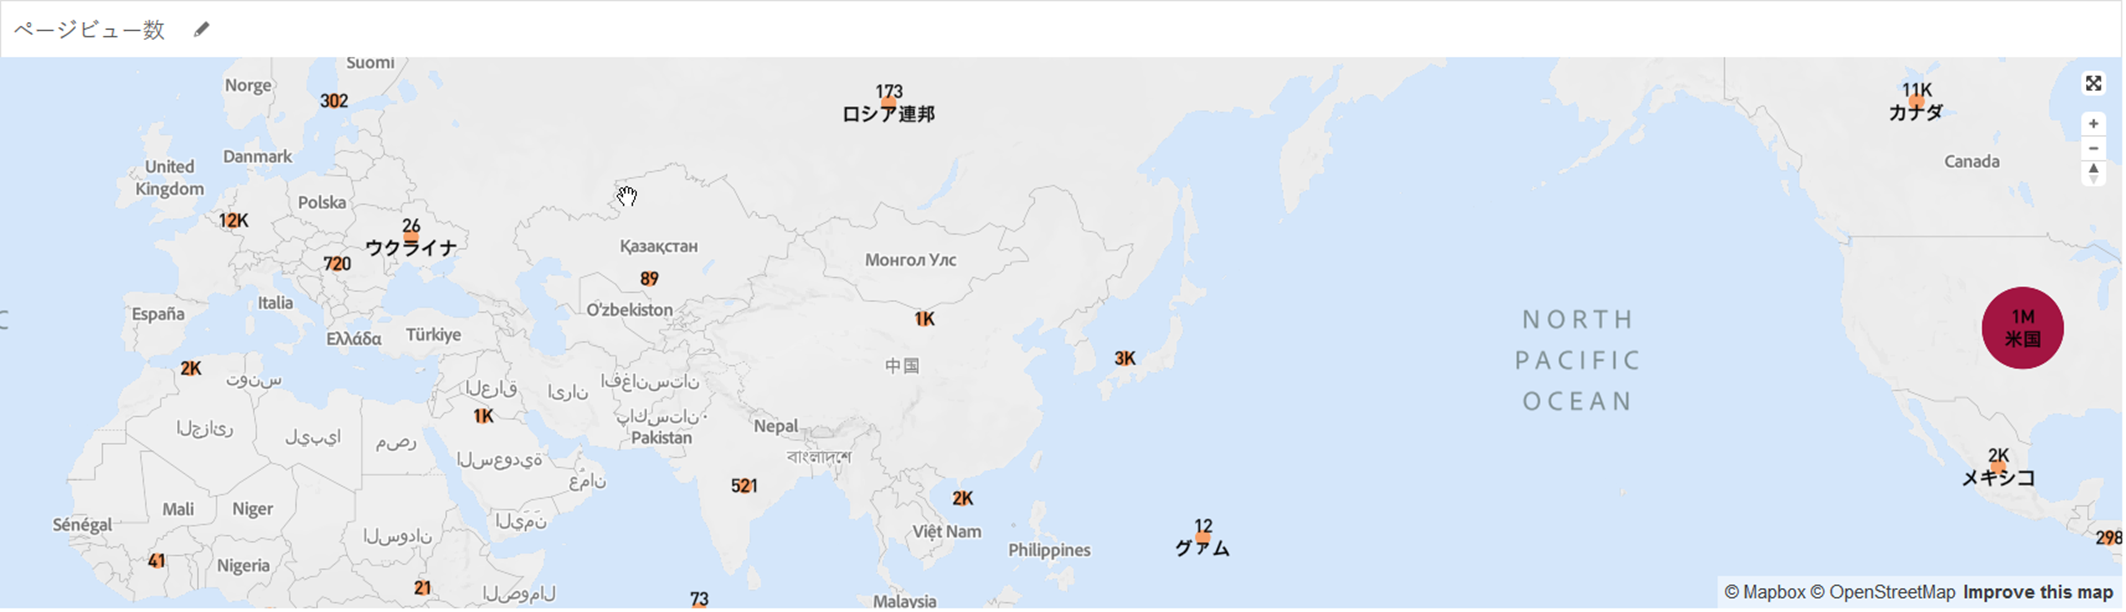 ページビュー数
Suomi
Norge
302
173
ロシア連邦
11K
カナダ
+
−
Danmark
United
Kingdom
Canada
Polska
12K
26
ウクライナ
720
Қазақстан
Монгол Улс
89
O'zbekiston
España
Italia
Ελλάδα
Türkiye
1K
NORTH
PACIFIC
OCEAN
1M
米国
2K
تونس
العراق
ایران
افغانستان
中国
3K
1K
پاکستان
Pakistan
الجزائر
ليبيا
مصر
Nepal
বাংলাদেশ
السعودية
عُمان
521
2K
2K
メキシコ
Sénégal
Mali
Niger
السودان
اليَمَن
Việt Nam
Philippines
12
グアム
298
41
Nigeria
21
الصومال
73
Malaysia
© Mapbox © OpenStreetMap Improve this map